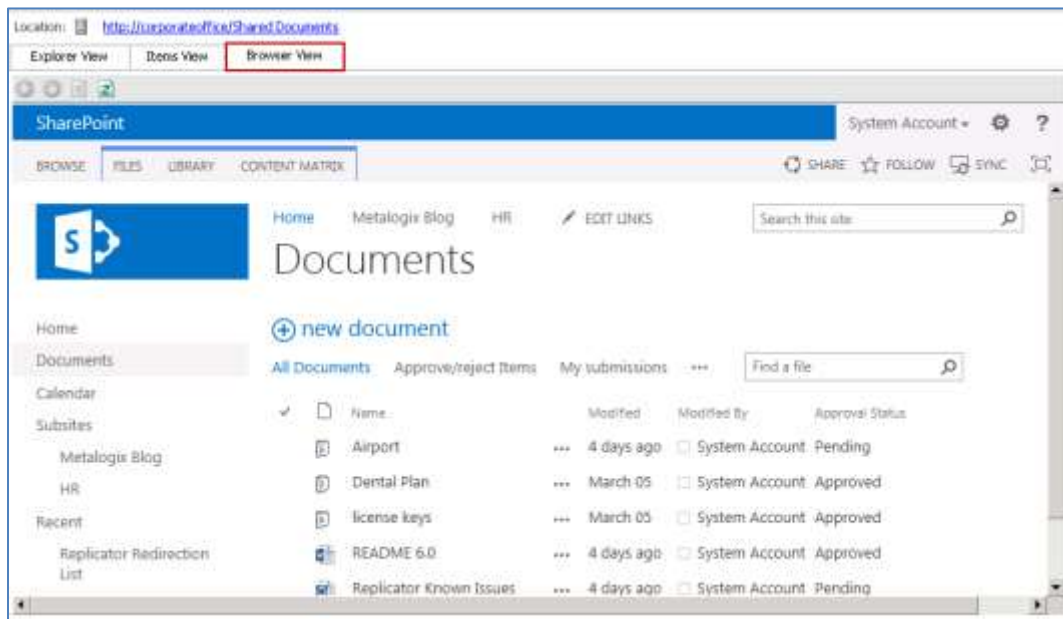 Location: http://corporateoffice/Shared Documents
Explorer View Items View Browser View
SharePoint System Account ?
BROWSE FILES LIBRARY CONTENT MATRIX SHARE FOLLOW SYNC
S Home Metalogix Blog HR EDIT LINKS Search this site
Documents
Home new document
Documents All Documents Approve/reject Items My submissions ••• Find a file
Calendar
Name Modified Modified By Approval Status
Subsites
Airport ••• 4 days ago System Account Pending
Metalogix Blog
Dental Plan ••• March 05 System Account Approved
HR
license keys ••• March 05 System Account Approved
Recent
README 6.0 ••• 4 days ago System Account Approved
Replicator Redirection
List
Replicator Known Issues ••• 4 days ago System Account Pending